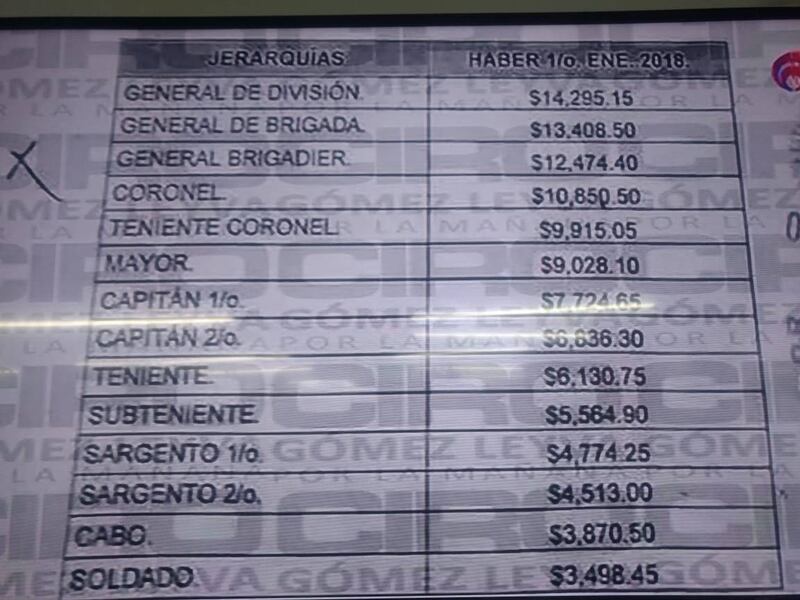 JERARQUÍAS HABER 1/o. ENE. 2018.
GENERAL DE DIVISIÓN. $14,295.15
GENERAL DE BRIGADA. $13,408.50
GENERAL BRIGADIER. $12,474.40
CORONEL. $10,850.50
TENIENTE CORONEL. $9,915.05
MAYOR. $9,028.10
CAPITÁN 1/o. $7,724.65
CAPITÁN 2/o. $6,836.30
TENIENTE. $6,130.75
SUBTENIENTE. $5,564.90
SARGENTO 1/o. $4,774.25
SARGENTO 2/o. $4,513.00
CABO. $3,870.50
SOLDADO. $3,498.45